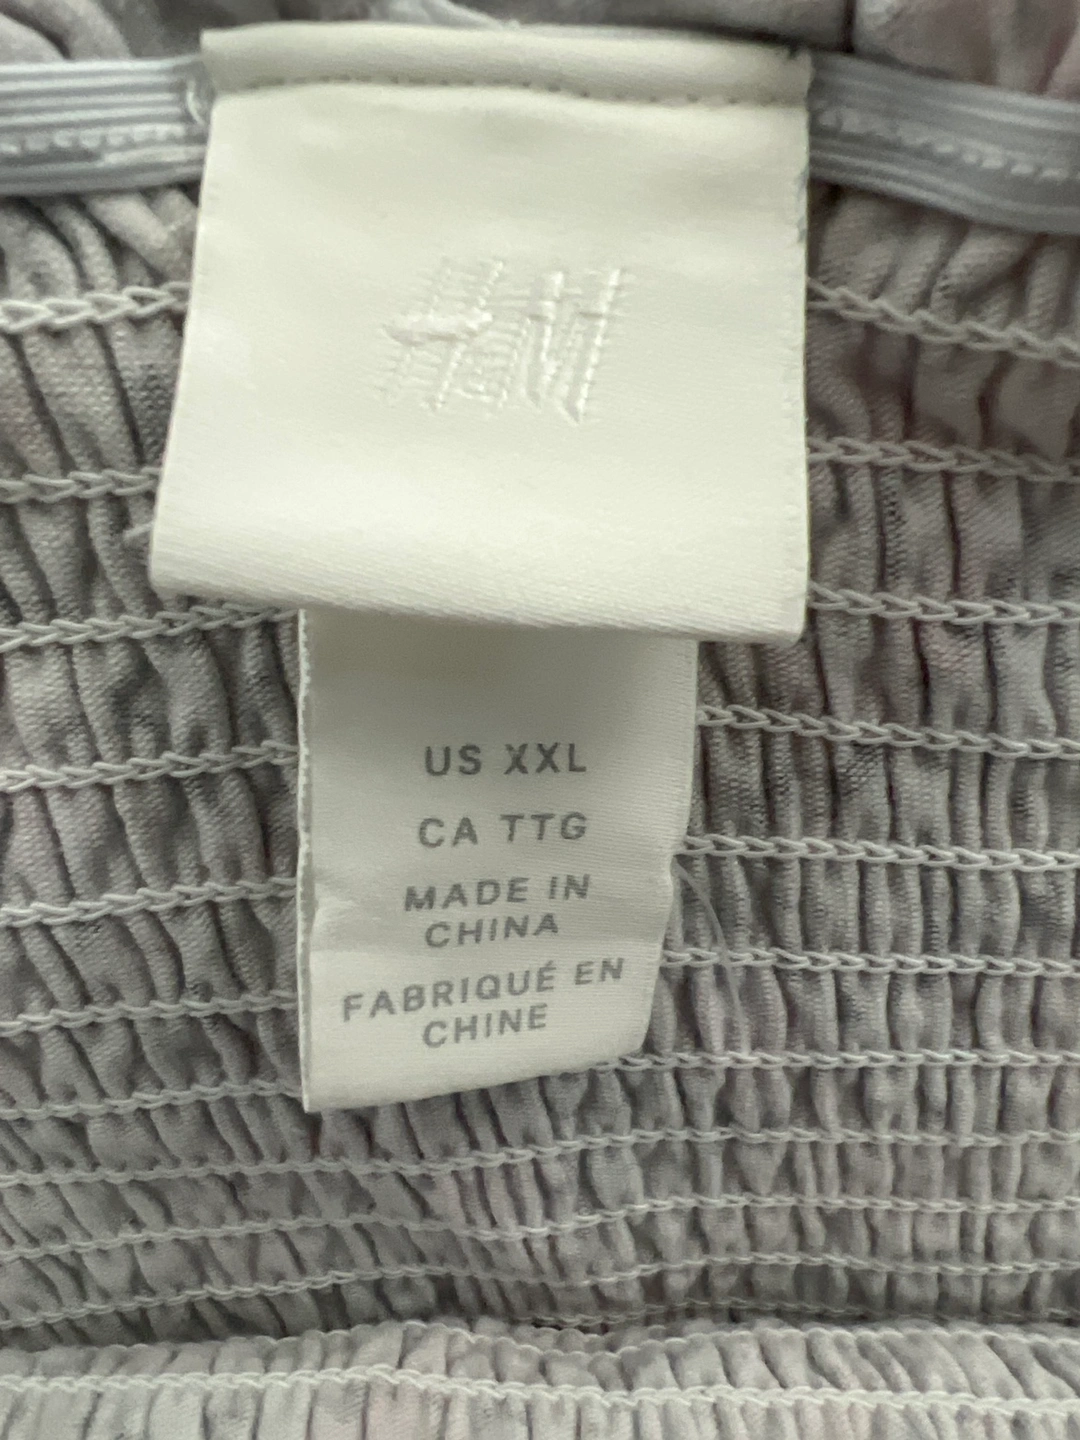 H&M
US XXL
CA TTG
MADE IN
CHINA
FABRIQUÉ EN
CHINE